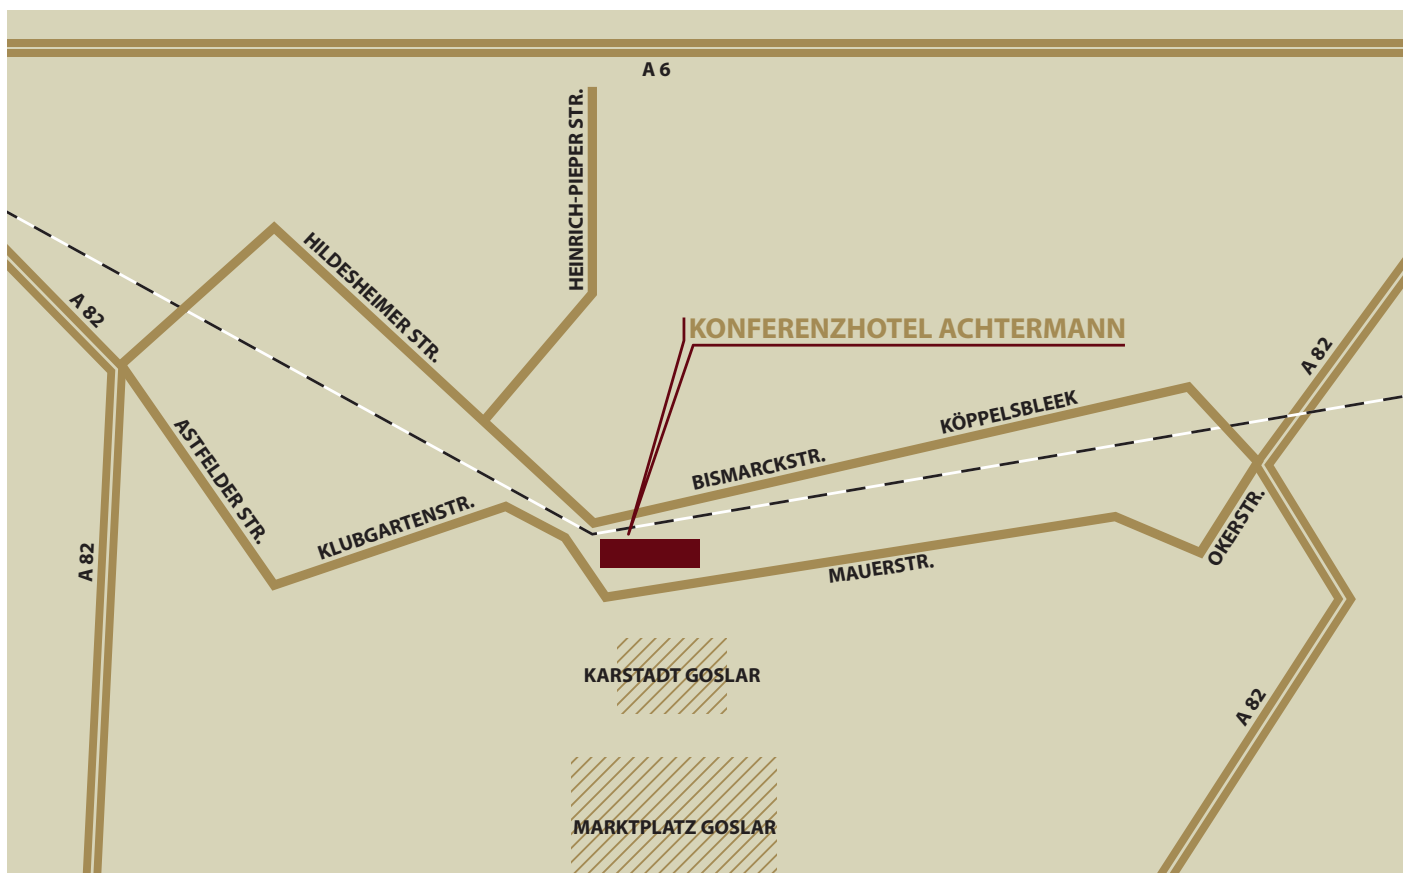 A 6
HEINRICH-PIEPER STR.
HILDESHEIMER STR.
A 82
KONFERENZHOTEL ACHTERMANN
A 82
KÖPPELSBLEEK
BISMARCKSTR.
ASTFELDER STR.
KLUBGARTENSTR.
OKERSTR.
A 82
MAUERSTR.
KARSTADT GOSLAR
A 82
MARKTPLATZ GOSLAR